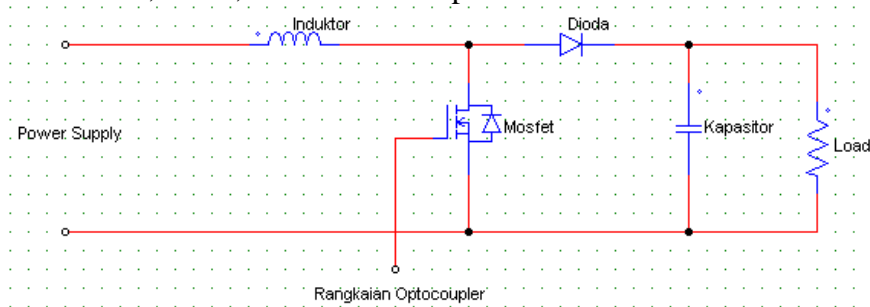 Induktor
Dioda
Power Supply
Mosfet
Kapasitor
Load
Rangkaian Optocoupler